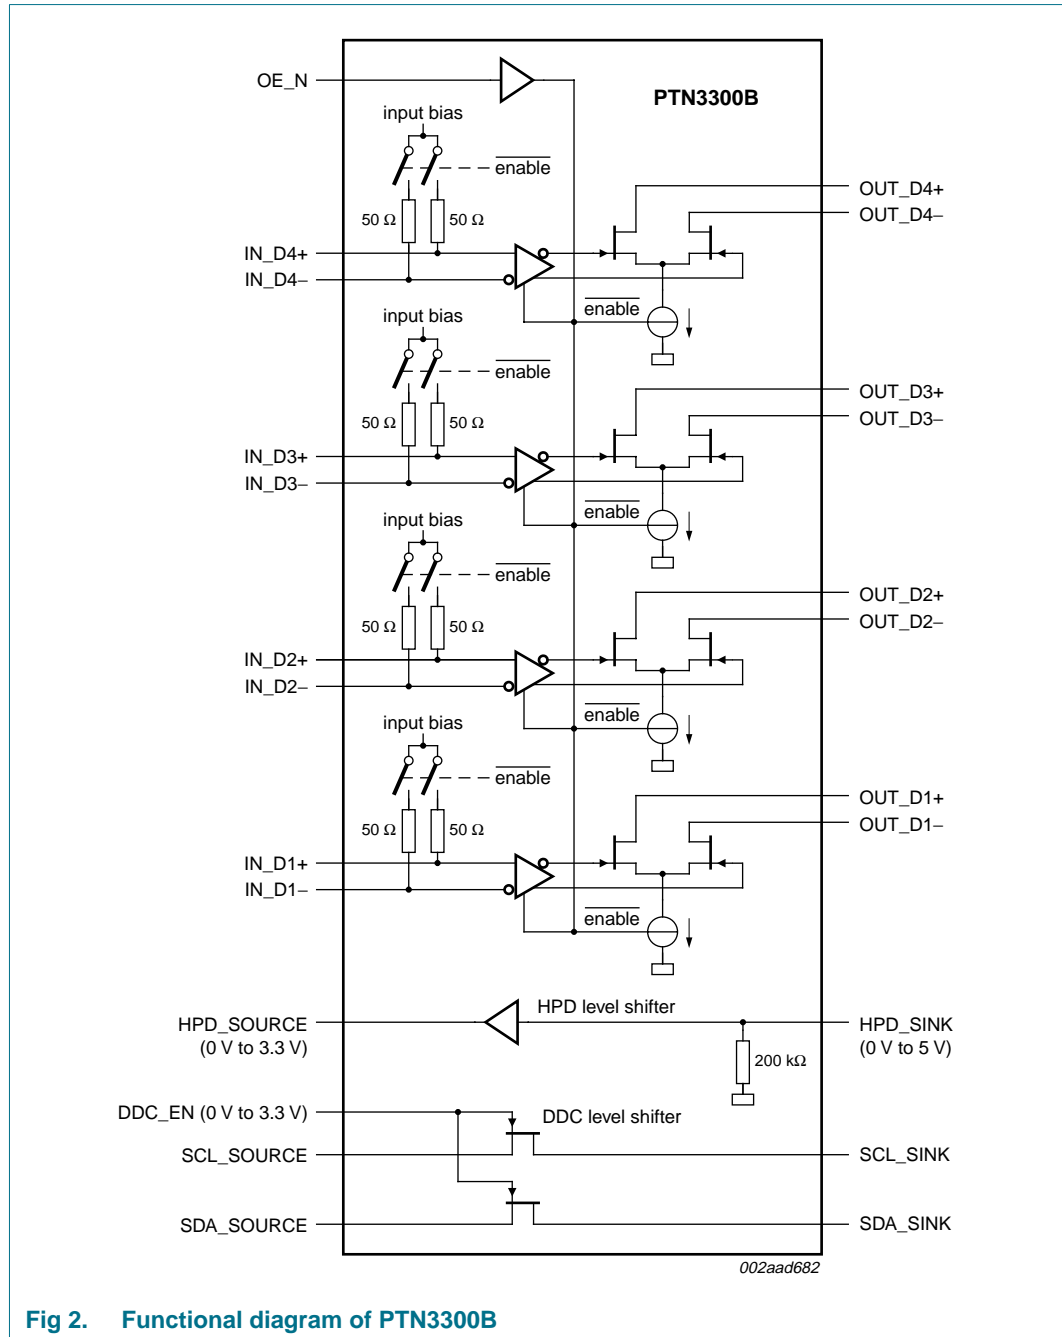 OE_N
PTN3300B
input bias
enable
OUT_D4+
OUT_D4−
50 Ω 50 Ω
IN_D4+
IN_D4−
enable
input bias
enable
OUT_D3+
OUT_D3−
50 Ω 50 Ω
IN_D3+
IN_D3−
enable
input bias
enable
OUT_D2+
OUT_D2−
50 Ω 50 Ω
IN_D2+
IN_D2−
enable
input bias
enable
OUT_D1+
OUT_D1−
50 Ω 50 Ω
IN_D1+
IN_D1−
enable
HPD level shifter
HPD_SOURCE
(0 V to 3.3 V)
HPD_SINK
(0 V to 5 V)
200 kΩ
DDC_EN (0 V to 3.3 V)
DDC level shifter
SCL_SOURCE
SCL_SINK
SDA_SOURCE
SDA_SINK
002aad682
Fig 2. Functional diagram of PTN3300B